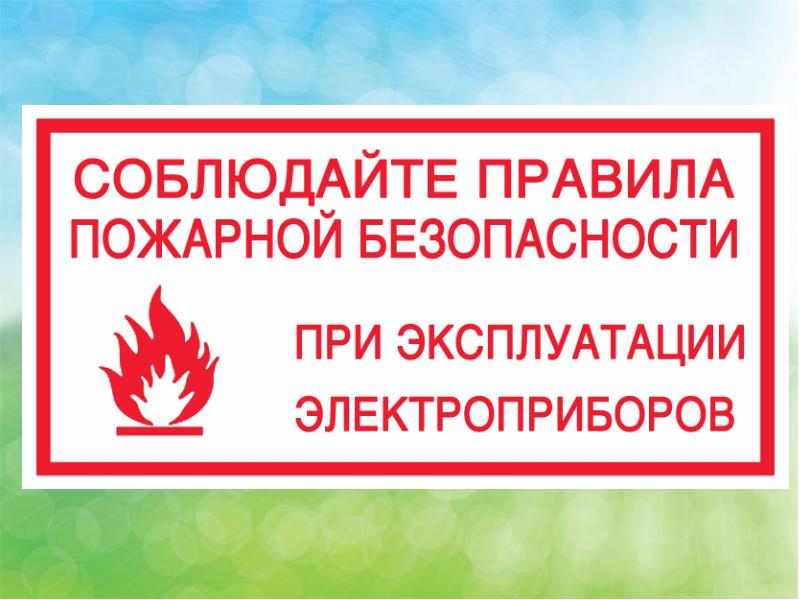 СОБЛЮДАЙТЕ ПРАВИЛА
ПОЖАРНОЙ БЕЗОПАСНОСТИ
ПРИ ЭКСПЛУАТАЦИИ
ЭЛЕКТРОПРИБОРОВ